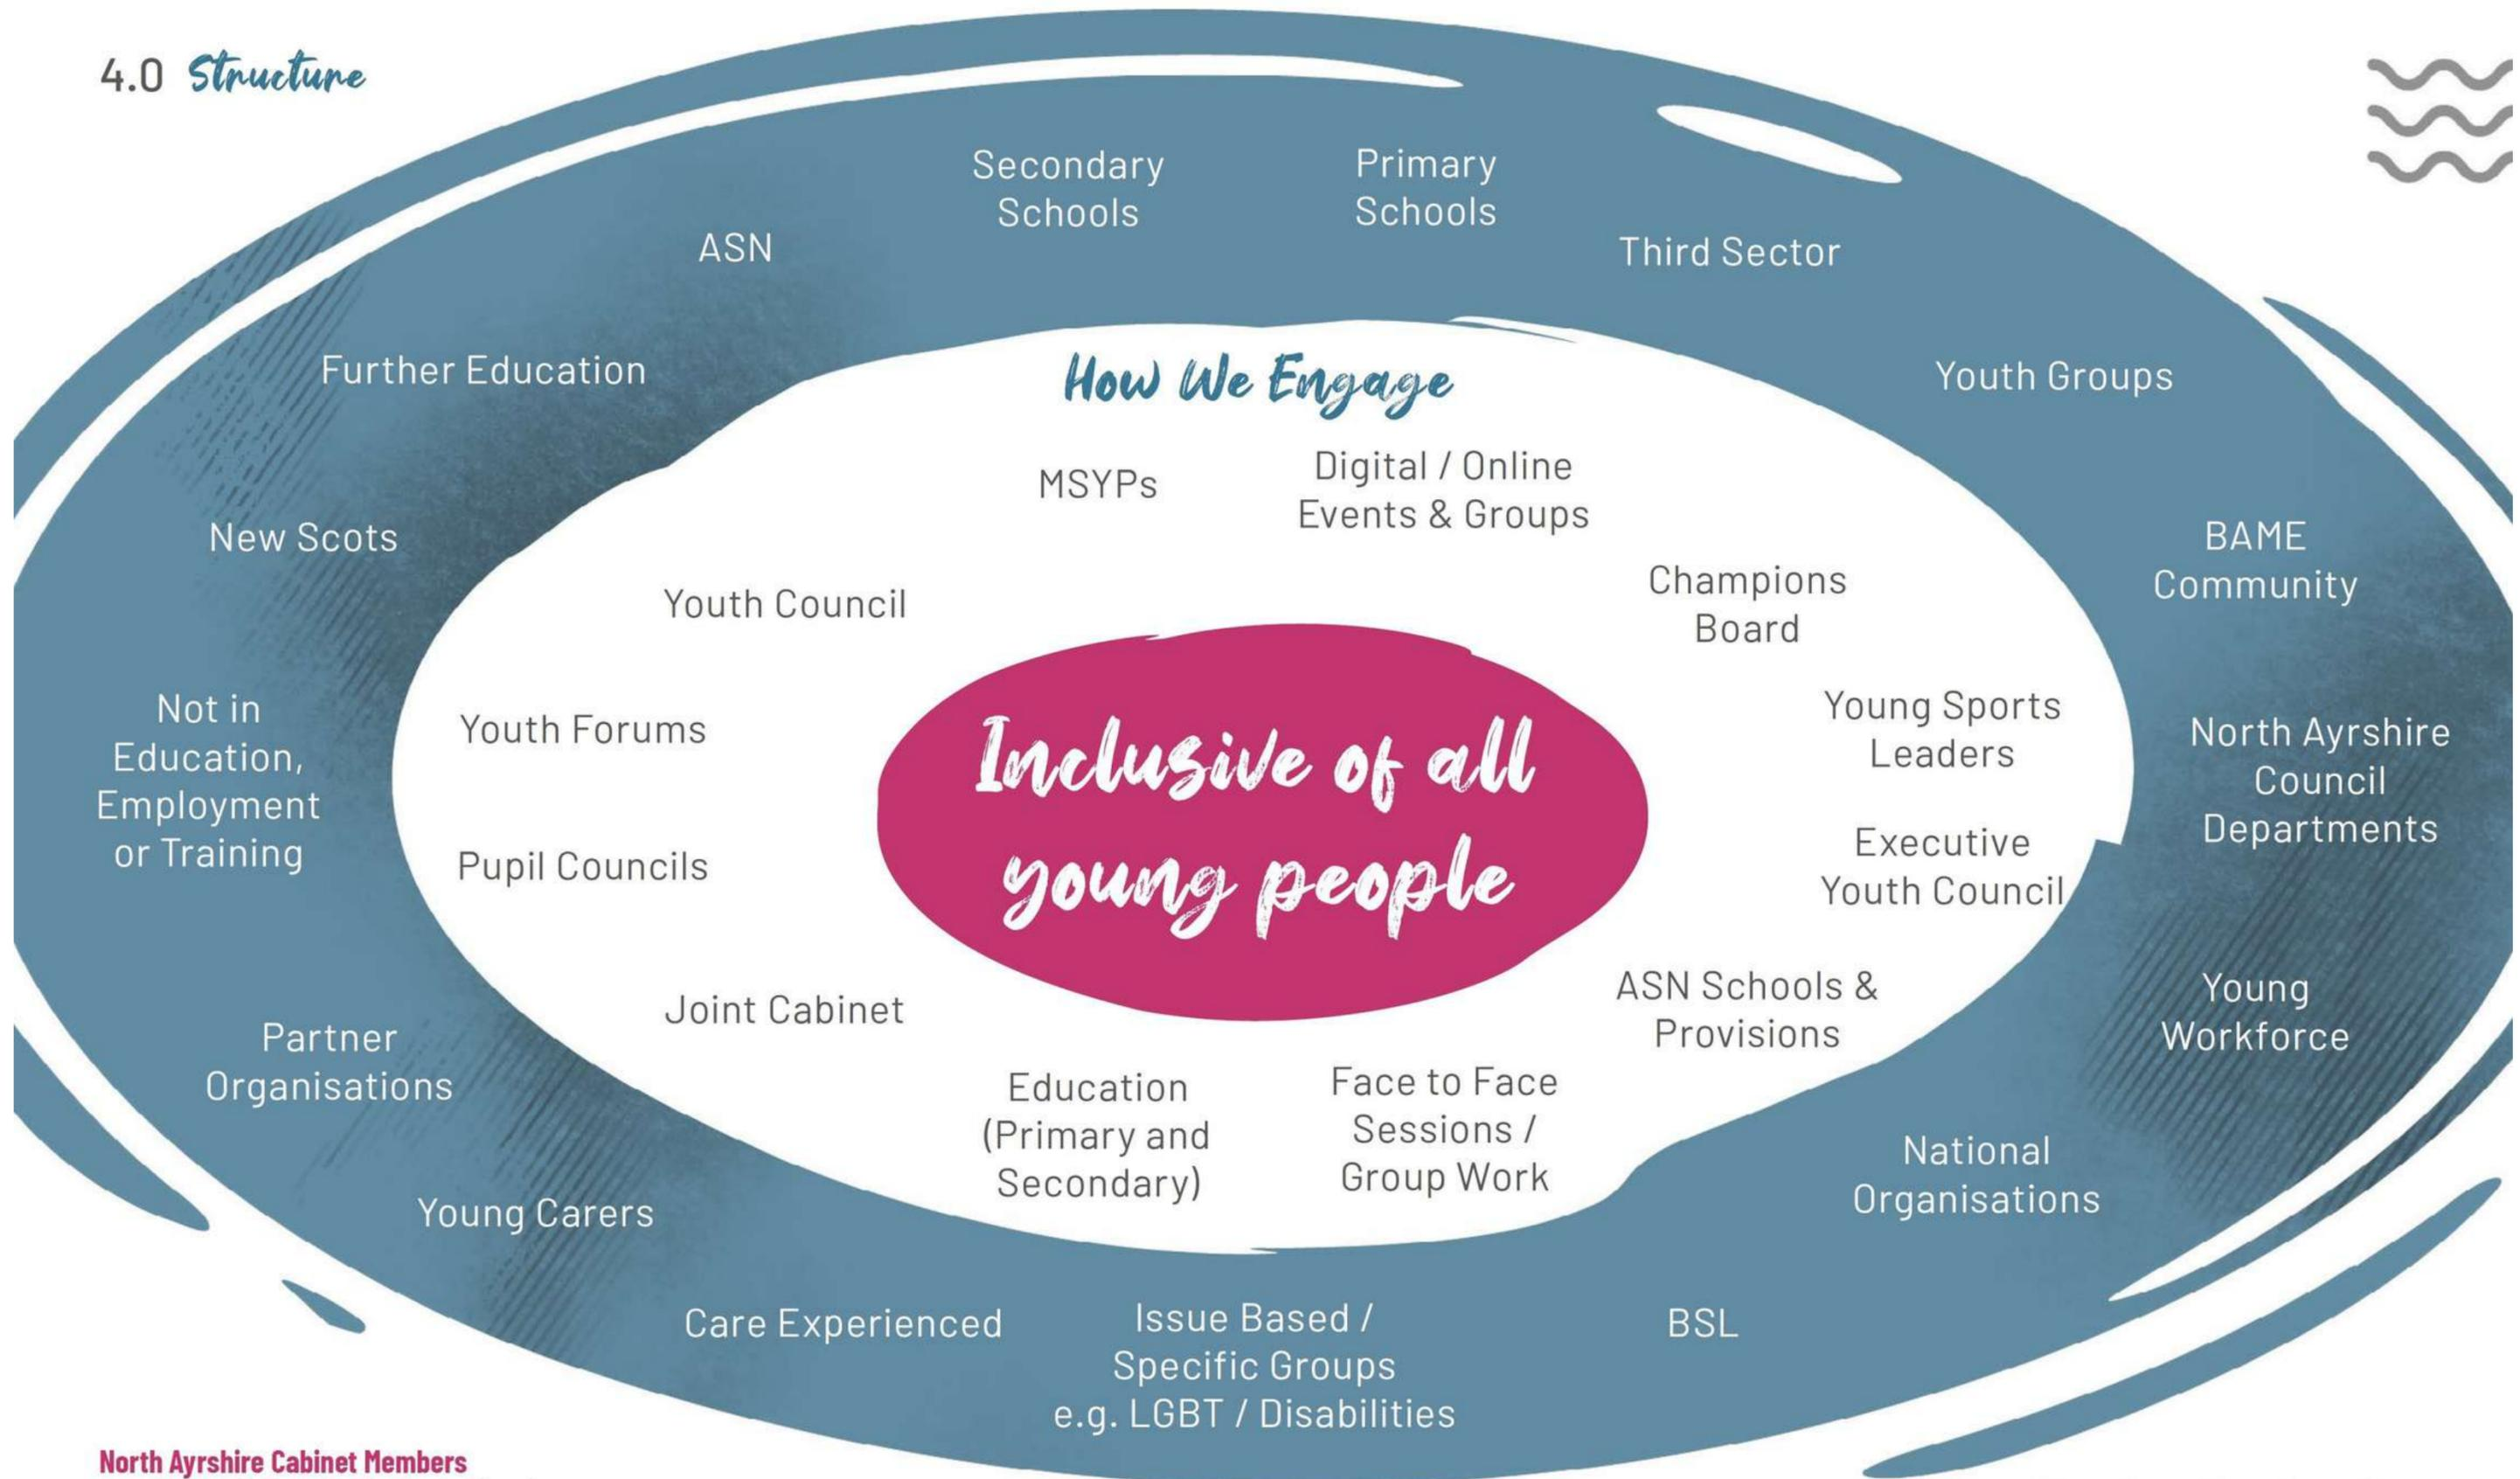 4.0 Structure
Secondary
Schools
Primary
Schools
ASN
Third Sector
Further Education
Youth Groups
New Scots
BAME
Community
Not in
Education,
Employment
or Training
North Ayrshire
Council
Departments
Partner
Organisations
Young
Workforce
Young Carers
National
Organisations
Care Experienced
Issue Based /
Specific Groups
e.g. LGBT / Disabilities
BSL
How We Engage
MSYPs
Digital / Online
Events & Groups
Youth Council
Champions
Board
Youth Forums
Young Sports
Leaders
Pupil Councils
Executive
Youth Council
Joint Cabinet
ASN Schools &
Provisions
Education
(Primary and
Secondary)
Face to Face
Sessions /
Group Work
Inclusive of all
young people
North Ayrshire Cabinet Members